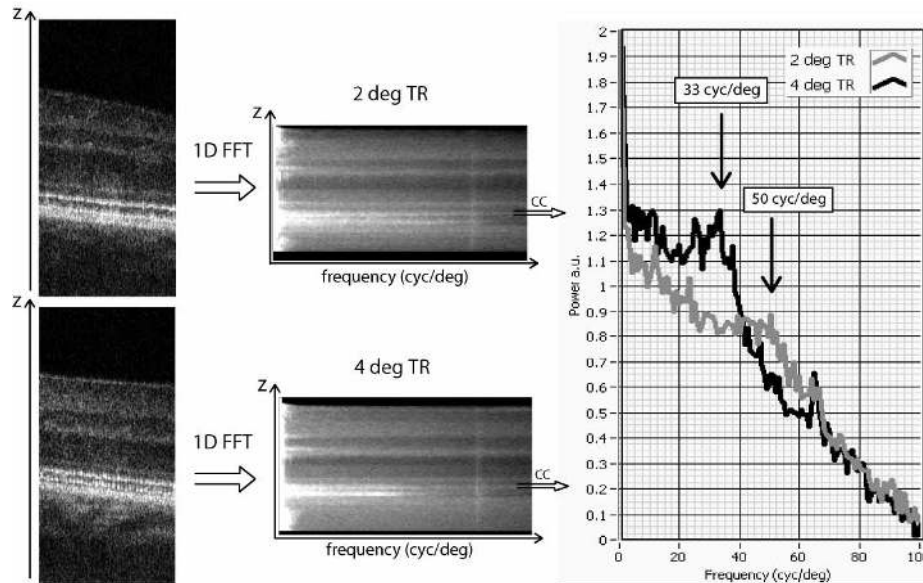 Z
1D FFT
2 deg TR
Z
CC
frequency (cyc/deg)
Z
1D FFT
4 deg TR
Z
CC
frequency (cyc/deg)
2 deg TR
4 deg TR
33 cyc/deg
50 cyc/deg
Power a.u.
2
1.9
1.8
1.7
1.6
1.5
1.4
1.3
1.2
1.1
1
0.9
0.8
0.7
0.6
0.5
0.4
0.3
0.2
0.1
0
0 20 40 60 80 100
Frequency (cyc/deg)